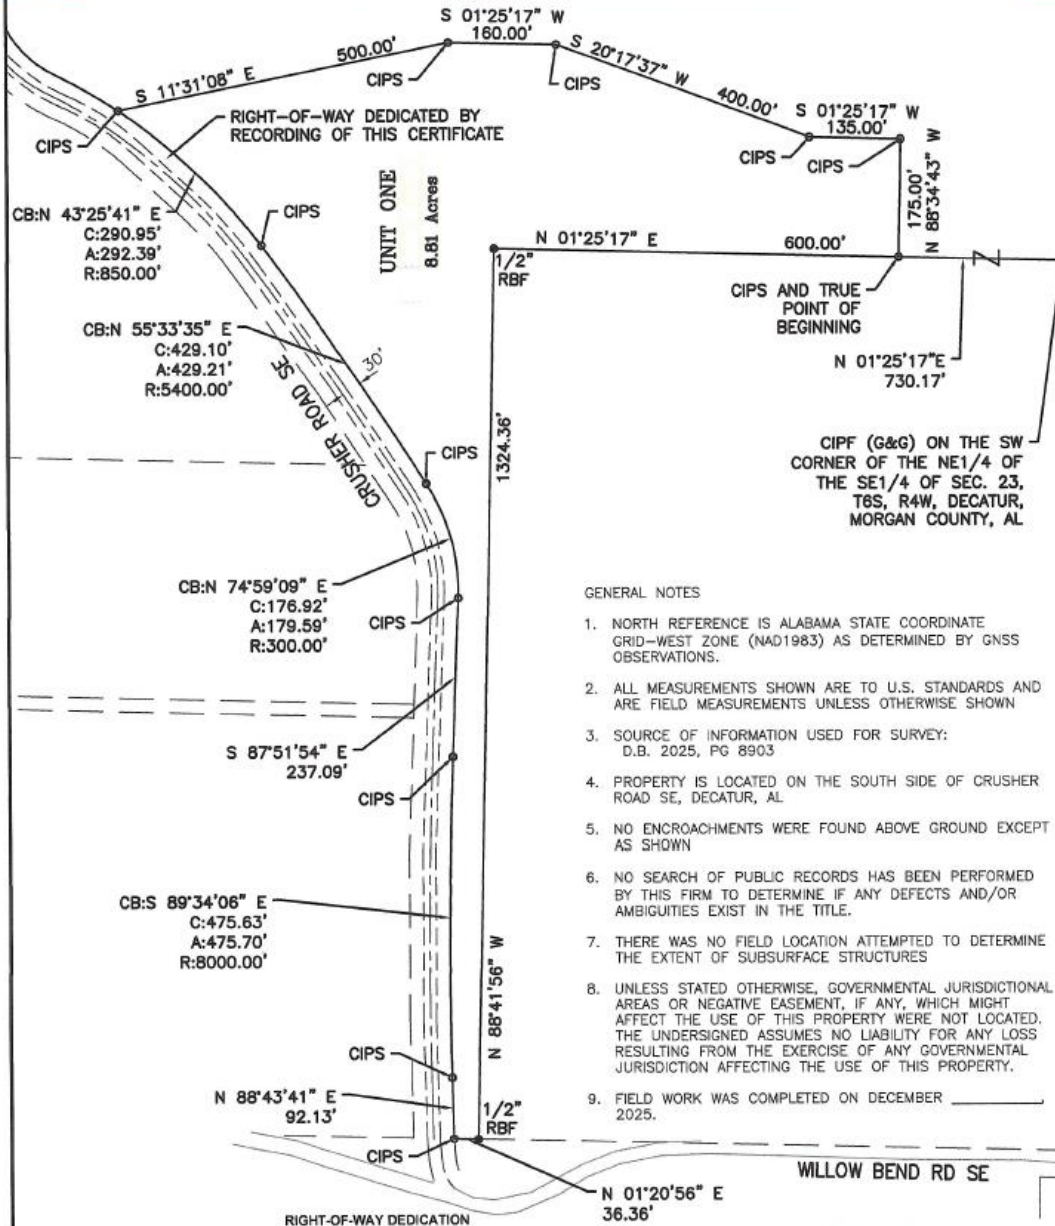 S 01°25'17" W
160.00'
S 11°31'08" E
500.00'
CIPS
CIPS
S 20°17'37" W
400.00'
S 01°25'17" W
135.00'
CIPS
CIPS
CIPS
RIGHT-OF-WAY DEDICATED BY
RECORDING OF THIS CERTIFICATE
175.00'
N 88°34'43" W
UNIT ONE
8.81 Acres
CB:N 43°25'41" E
C:290.95'
A:292.39'
R:850.00'
CIPS
N 01°25'17" E
600.00'
1/2"
RBF
CIPS AND TRUE
POINT OF
BEGINNING
N 01°25'17"E
730.17'
CB:N 55°33'35" E
C:429.10'
A:429.21'
R:5400.00'
30'
CRUSHER ROAD SE
CIPS
1324.36'
CIPF (G&G) ON THE SW
CORNER OF THE NE1/4 OF
THE SE1/4 OF SEC. 23,
T6S, R4W, DECATUR,
MORGAN COUNTY, AL
CB:N 74°59'09" E
C:176.92'
A:179.59'
R:300.00'
CIPS
S 87°51'54" E
237.09'
CIPS
CB:S 89°34'06" E
C:475.63'
A:475.70'
R:8000.00'
N 88°41'56" W
CIPS
N 88°43'41" E
92.13'
1/2"
RBF
CIPS
N 01°20'56" E
36.36'
WILLOW BEND RD SE
RIGHT-OF-WAY DEDICATION
GENERAL NOTES
1. NORTH REFERENCE IS ALABAMA STATE COORDINATE
GRID-WEST ZONE (NAD1983) AS DETERMINED BY GNSS
OBSERVATIONS.
2. ALL MEASUREMENTS SHOWN ARE TO U.S. STANDARDS AND
ARE FIELD MEASUREMENTS UNLESS OTHERWISE SHOWN
3. SOURCE OF INFORMATION USED FOR SURVEY:
D.B. 2025, PG 8903
4. PROPERTY IS LOCATED ON THE SOUTH SIDE OF CRUSHER
ROAD SE, DECATUR, AL
5. NO ENCROACHMENTS WERE FOUND ABOVE GROUND EXCEPT
AS SHOWN
6. NO SEARCH OF PUBLIC RECORDS HAS BEEN PERFORMED
BY THIS FIRM TO DETERMINE IF ANY DEFECTS AND/OR
AMBIGUITIES EXIST IN THE TITLE.
7. THERE WAS NO FIELD LOCATION ATTEMPTED TO DETERMINE
THE EXTENT OF SUBSURFACE STRUCTURES
8. UNLESS STATED OTHERWISE, GOVERNMENTAL JURISDICTIONAL
AREAS OR NEGATIVE EASEMENT, IF ANY, WHICH MIGHT
AFFECT THE USE OF THIS PROPERTY WERE NOT LOCATED.
THE UNDERSIGNED ASSUMES NO LIABILITY FOR ANY LOSS
RESULTING FROM THE EXERCISE OF ANY GOVERNMENTAL
JURISDICTION AFFECTING THE USE OF THIS PROPERTY.
9. FIELD WORK WAS COMPLETED ON DECEMBER ________,
2025.